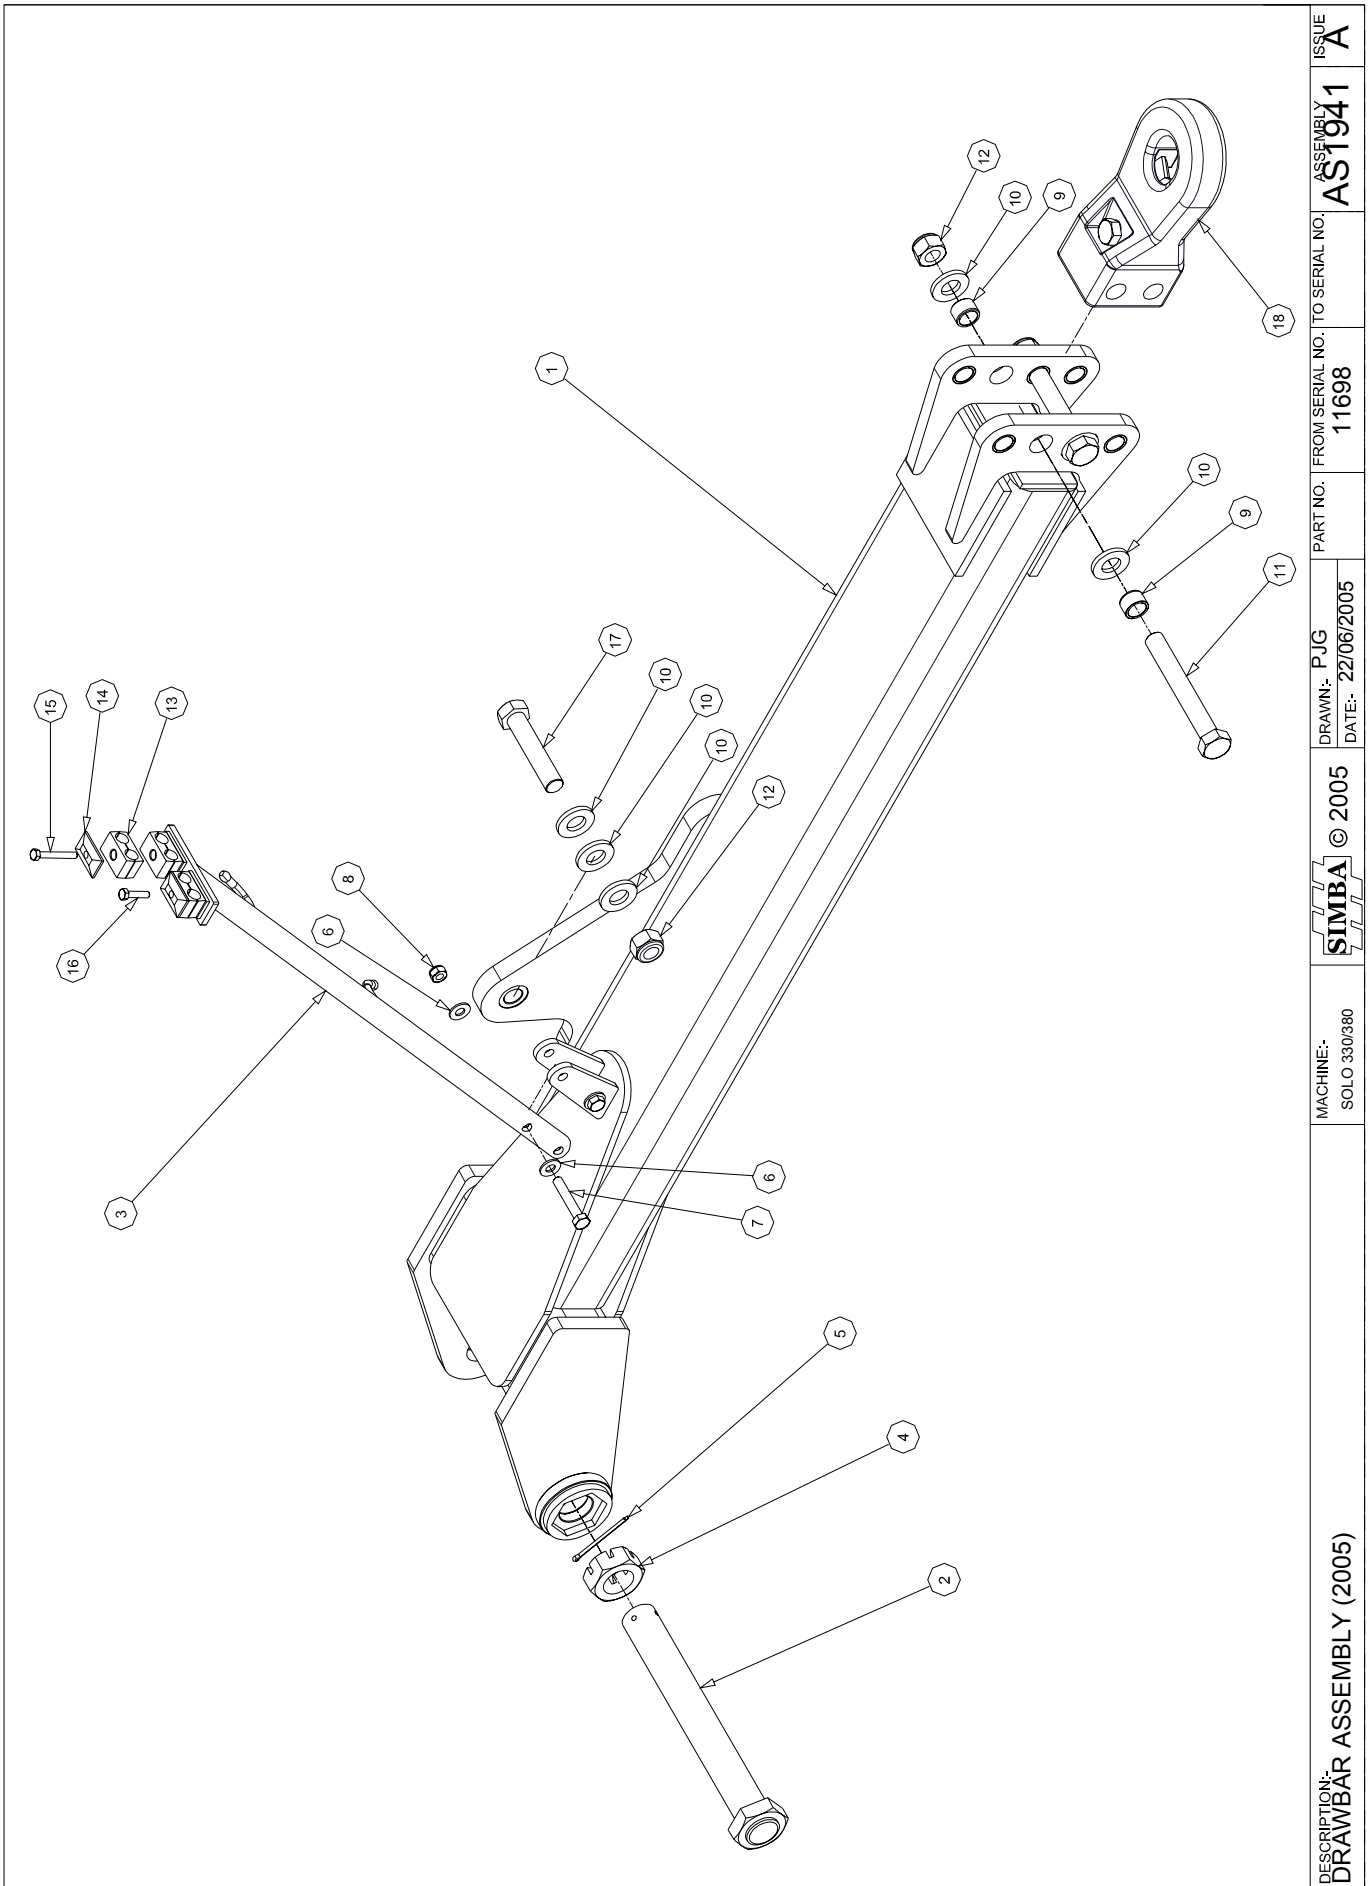 15
14
13
16
17
10
10
10
12
8
6
3
6
7
1
12
10
9
18
10
9
11
5
4
2
DESCRIPTION:-
DRAWBAR ASSEMBLY (2005)
MACHINE:-
SOLO 330/380
SIMBA © 2005
DRAWN:- PJG
DATE:- 22/06/2005
PART NO.
FROM SERIAL NO.
11698
TO SERIAL NO.
ASSEMBLY
AS1941
ISSUE
A